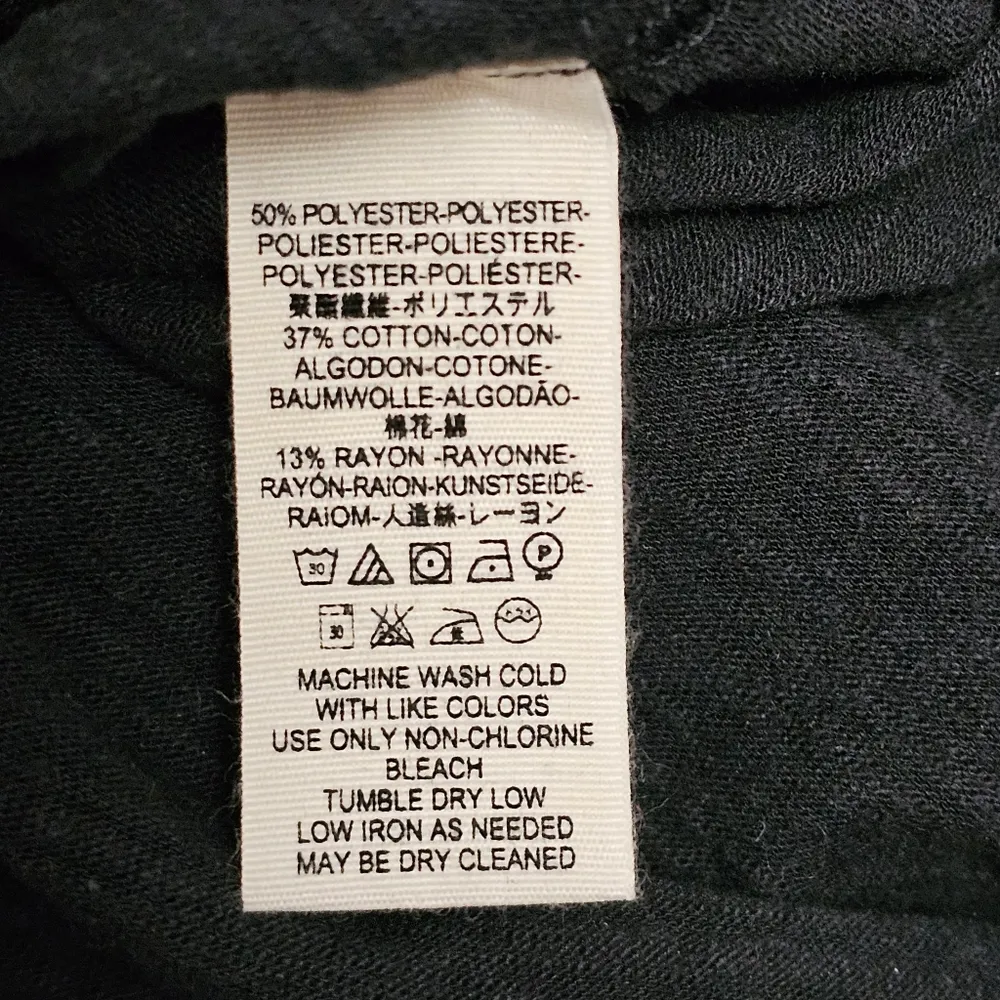 50% POLYESTER-POLYESTER-
POLIESTER-POLIESTERE-
POLYESTER-POLIÉSTER-
聚酯纖維-ポリエステル
37% COTTON-COTON-
ALGODON-COTONE-
BAUMWOLLE-ALGODÃO-
棉花-綿
13% RAYON -RAYONNE-
RAYÓN-RAION-KUNSTSEIDE-
RAIOM-人造絲-レーヨン
30 P
30 低
MACHINE WASH COLD
WITH LIKE COLORS
USE ONLY NON-CHLORINE
BLEACH
TUMBLE DRY LOW
LOW IRON AS NEEDED
MAY BE DRY CLEANED